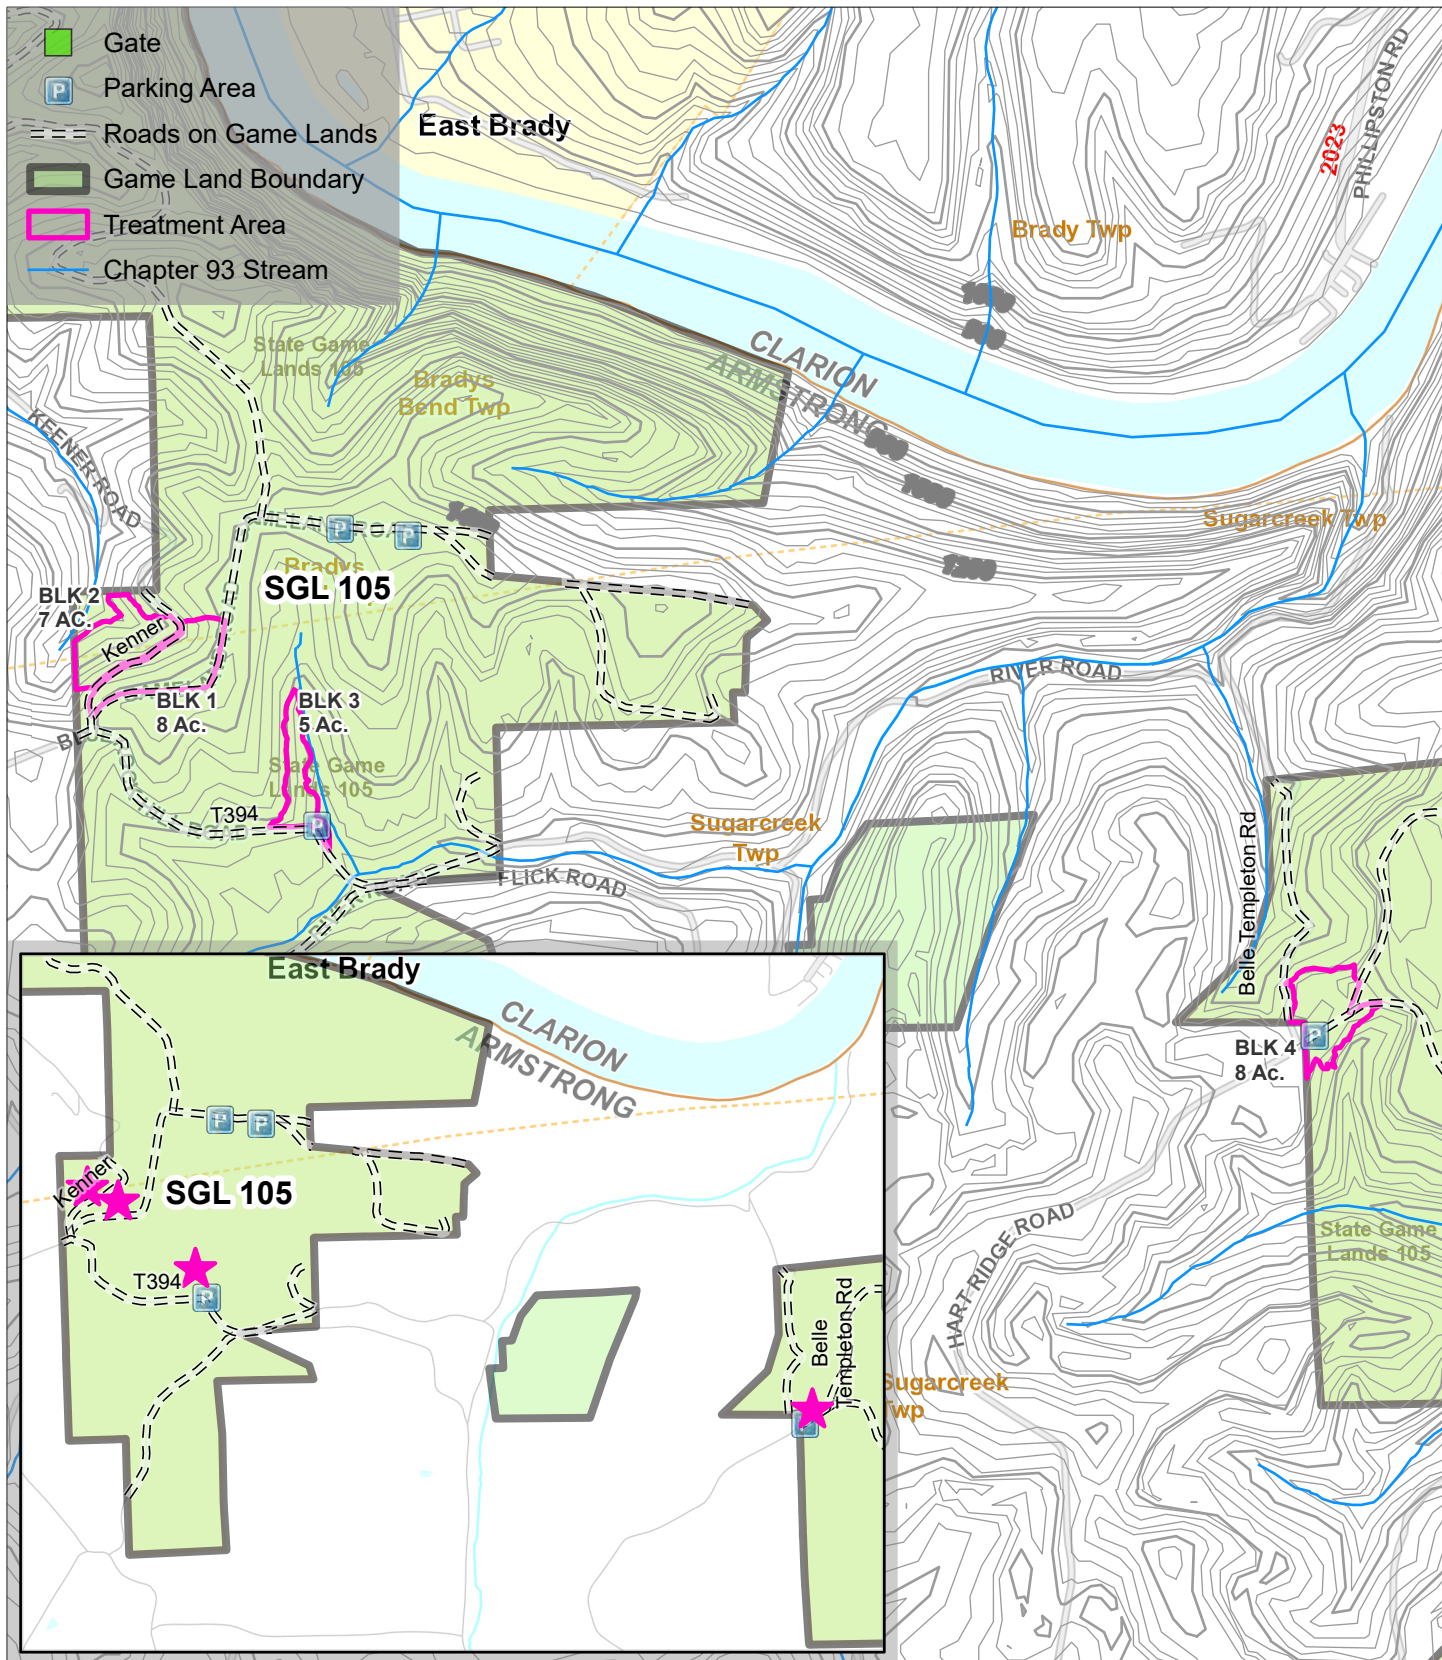 Gate
Parking Area
Roads on Game Lands
Game Land Boundary
Treatment Area
Chapter 93 Stream
East Brady
2023
PHILLIPSTON RD
Brady Twp
State Game
Lands 105
Bradys
Bend Twp
CLARION
ARMSTRONG
KEENER ROAD
Sugarcreek Twp
Bradys
SGL 105
BLK 2
7 AC.
Kenner
BLK 1
8 Ac.
BLK 3
5 Ac.
RIVER ROAD
State Game
Lands 105
T394
Sugarcreek
Twp
FLICK ROAD
Belle Templeton Rd
BLK 4
8 Ac.
HART RIDGE ROAD
State Game
Lands 105
Sugarcreek
Twp
East Brady
CLARION
ARMSTRONG
Kenner
SGL 105
T394
Belle
Templeton Rd